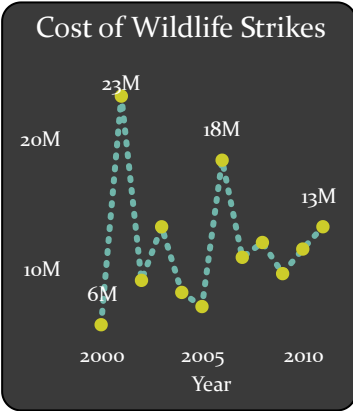 Cost of Wildlife Strikes
23M
20M
18M
13M
10M
6M
2000 2005 2010
Year